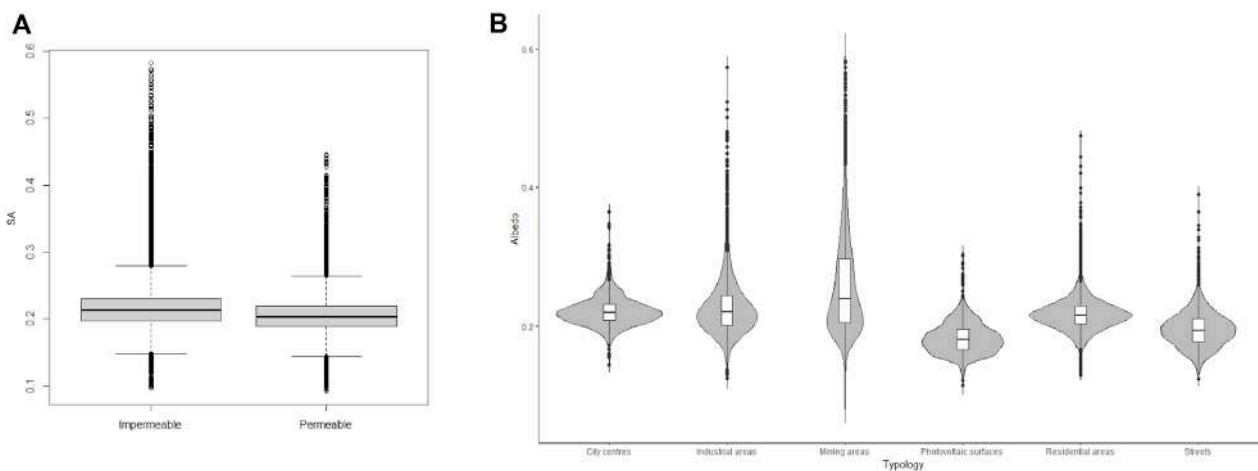 A
0.6
0.5
0.4
0.3
0.2
0.1
SA
Impermeable
Permeable
B
0.6
0.4
0.2
Albedo
City centres
Industrial areas
Mining areas
Photovoltaic surfaces
Residential areas
Streets
Typology